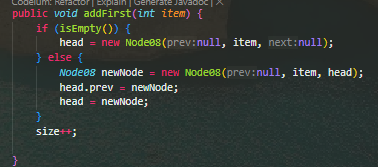 Codeium: Refactor | Explain | Generate Javadoc | X
public void addFirst(int item) {
if (isEmpty()) {
head = new Node08(prev:null, item, next:null);
} else {
Node08 newNode = new Node08(prev:null, item, head);
head.prev = newNode;
head = newNode;
}
size++;
}